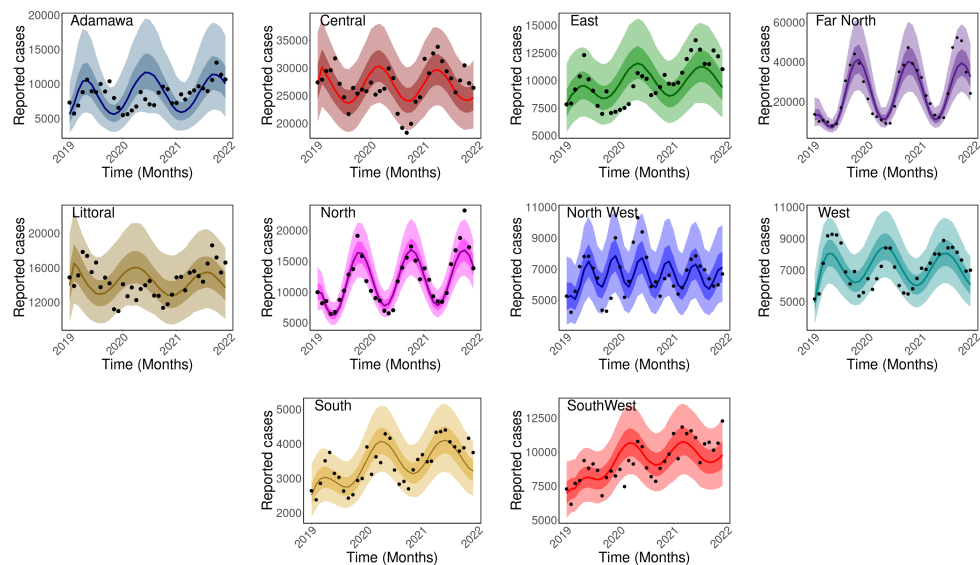 Adamawa
Reported cases
20000
15000
10000
5000
2019
2020
2021
2022
Time (Months)
Central
Reported cases
35000
30000
25000
20000
2019
2020
2021
2022
Time (Months)
East
Reported cases
15000
12500
10000
7500
5000
2019
2020
2021
2022
Time (Months)
Far North
Reported cases
60000
40000
20000
2019
2020
2021
2022
Time (Months)
Littoral
Reported cases
20000
16000
12000
2019
2020
2021
2022
Time (Months)
North
Reported cases
20000
15000
10000
5000
2019
2020
2021
2022
Time (Months)
North West
Reported cases
11000
9000
7000
5000
2019
2020
2021
2022
Time (Months)
West
Reported cases
11000
9000
7000
5000
2019
2020
2021
2022
Time (Months)
South
Reported cases
5000
4000
3000
2000
2019
2020
2021
2022
Time (Months)
SouthWest
Reported cases
12500
10000
7500
5000
2019
2020
2021
2022
Time (Months)